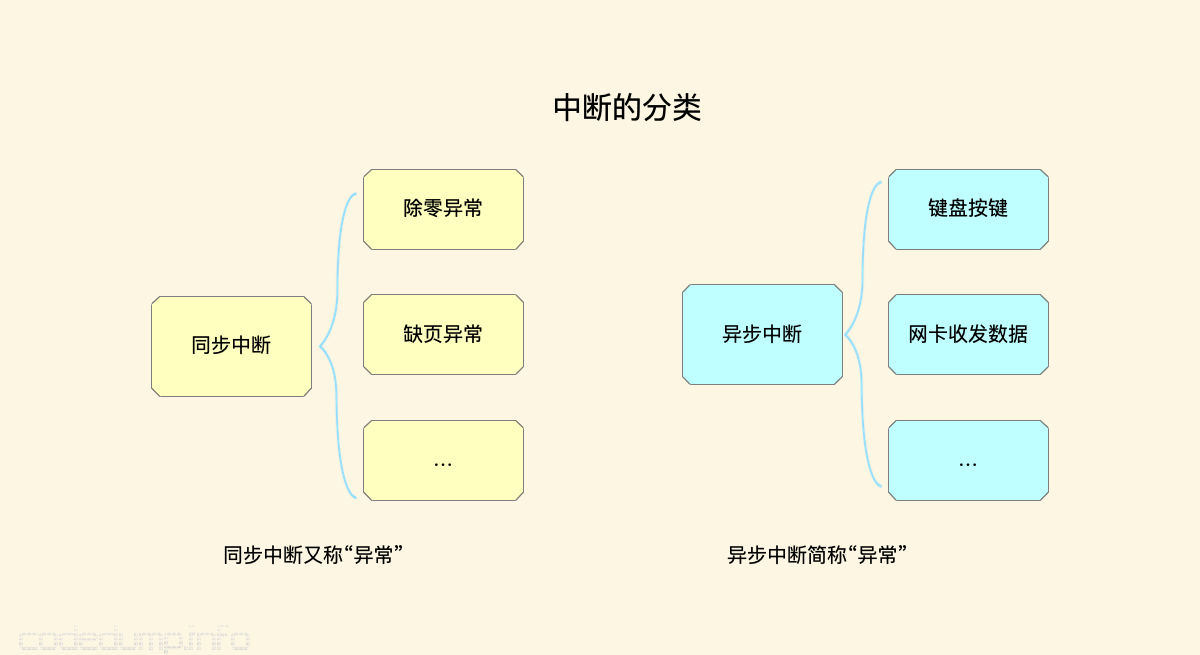 中断的分类
同步中断
除零异常
缺页异常
...
同步中断又称“异常”
异步中断
键盘按键
网卡收发数据
...
异步中断简称“异常”
codedump info